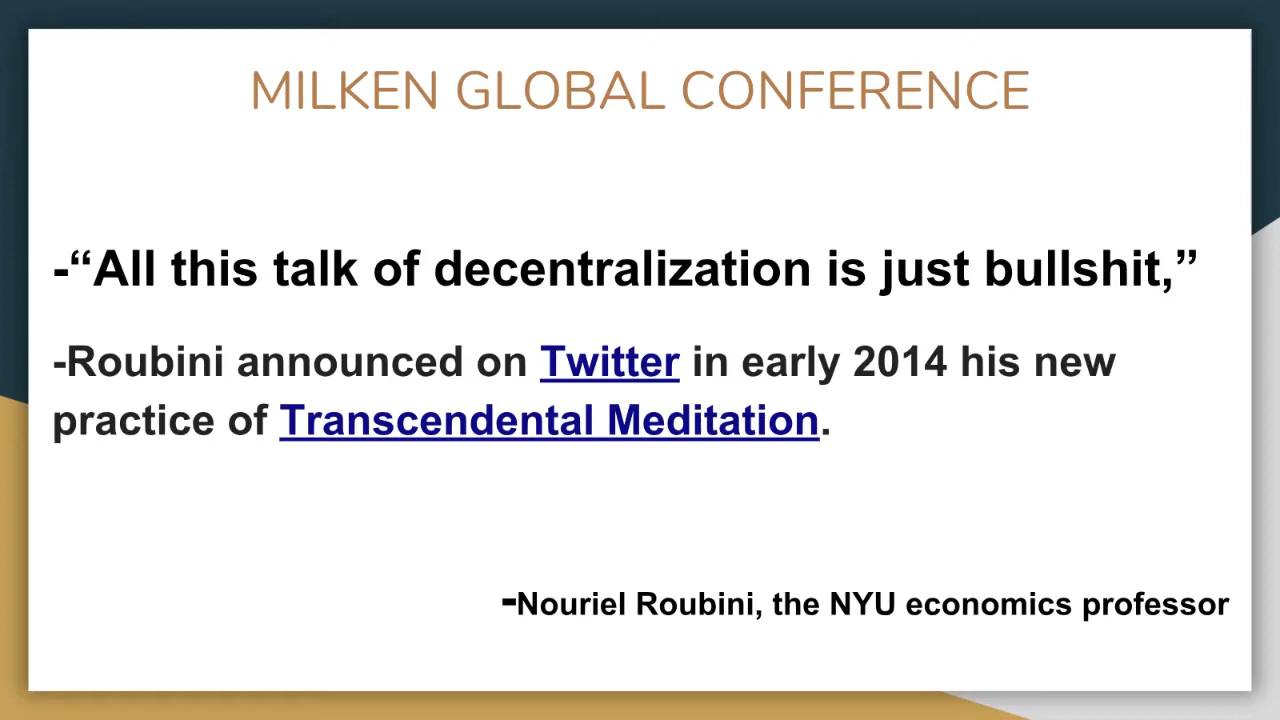 MILKEN GLOBAL CONFERENCE
-“All this talk of decentralization is just bullshit,”
-Roubini announced on Twitter in early 2014 his new
practice of Transcendental Meditation.
-Nouriel Roubini, the NYU economics professor